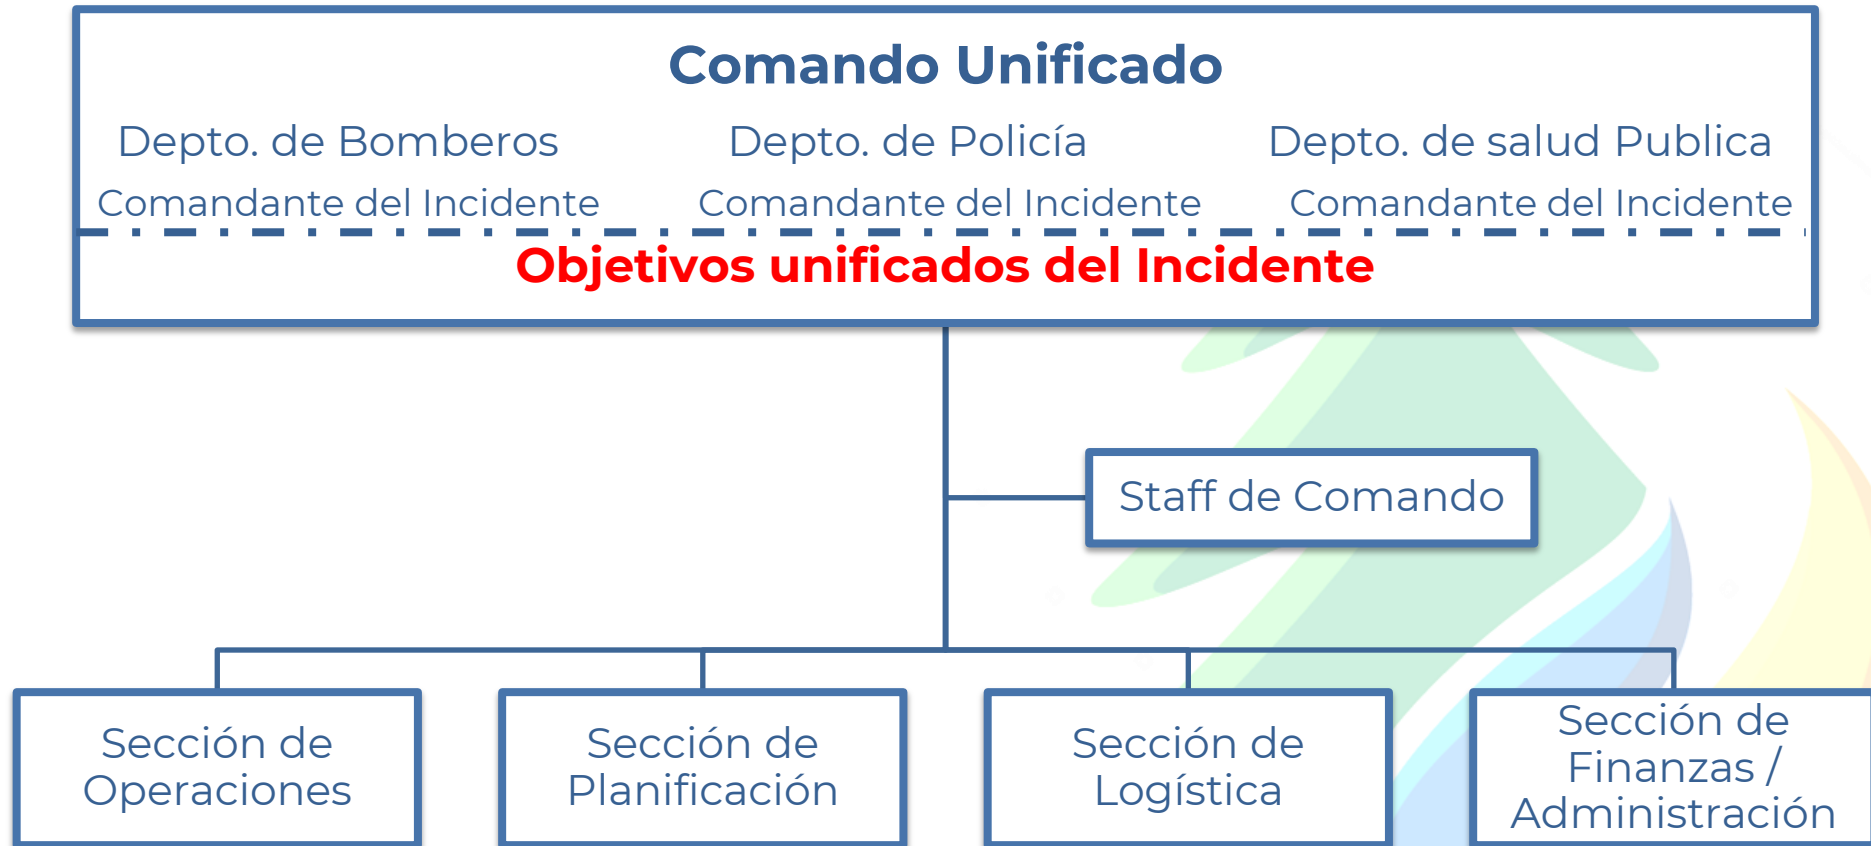 Comando Unificado
Depto. de Bomberos
Depto. de Policía
Depto. de salud Publica
Comandante del Incidente
Comandante del Incidente
Comandante del Incidente
Objetivos unificados del Incidente
Staff de Comando
Sección de
Operaciones
Sección de
Planificación
Sección de
Logística
Sección de
Finanzas /
Administración